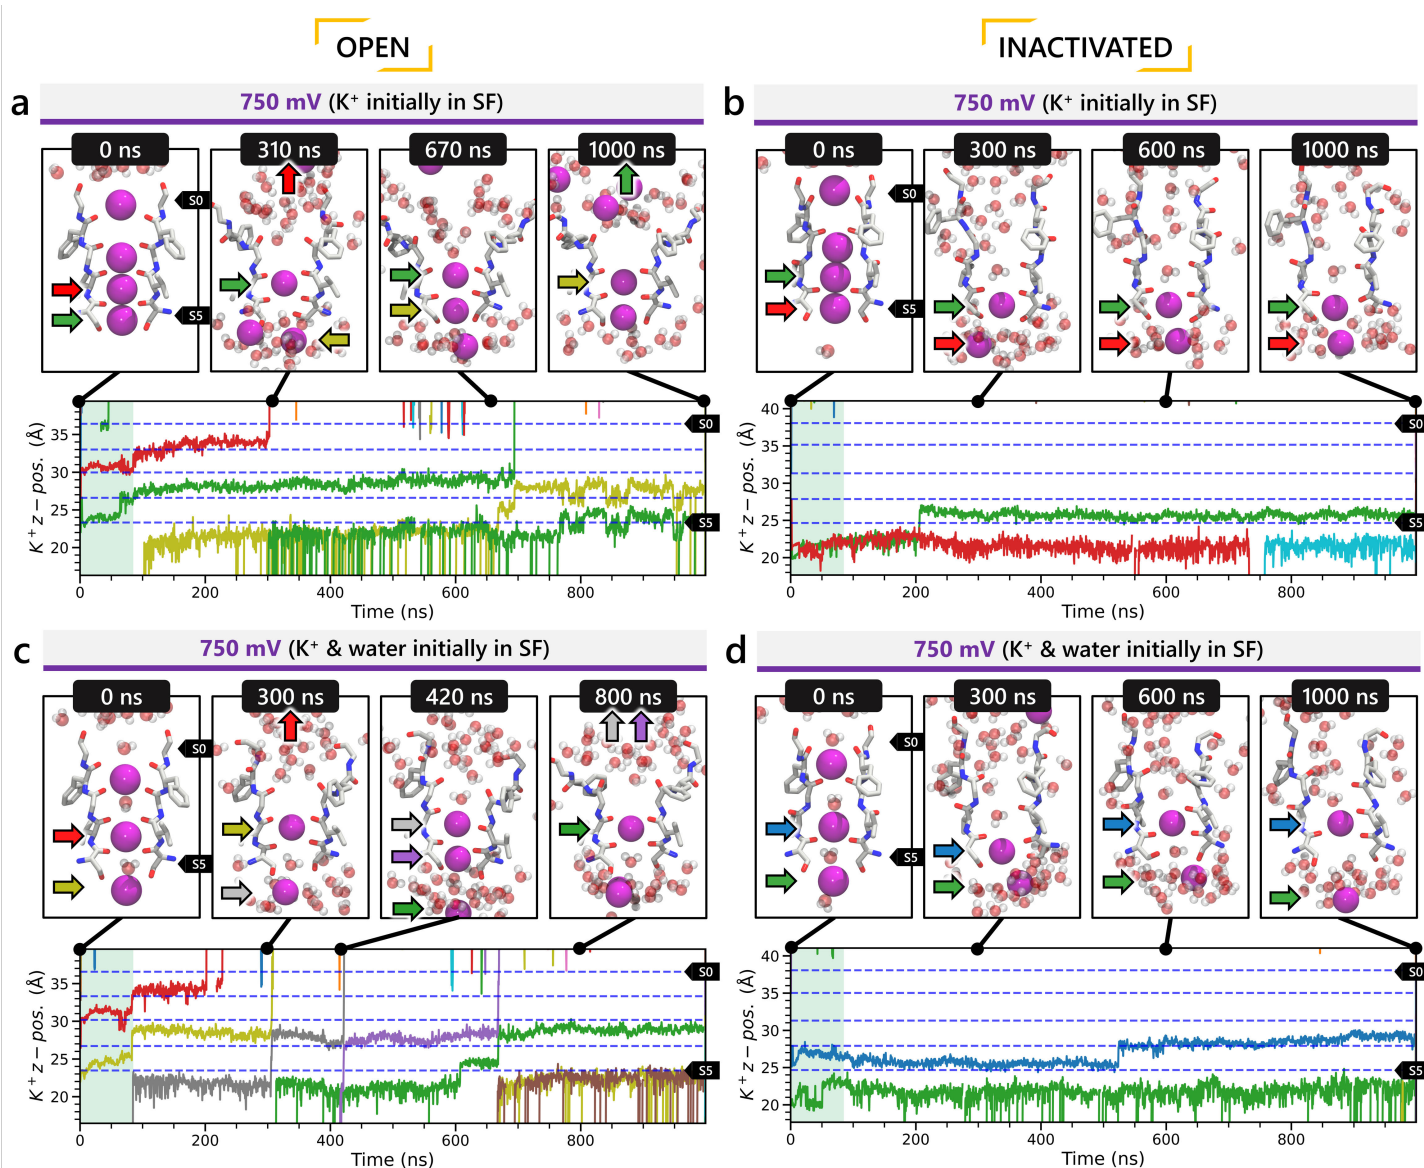 OPEN
INACTIVATED
a
750 mV (K⁺ initially in SF)
0 ns
310 ns
670 ns
1000 ns
S0
S5
K⁺ z – pos. (Å)
35
30
25
20
S0
S5
0
200
400
600
800
Time (ns)
b
750 mV (K⁺ initially in SF)
0 ns
300 ns
600 ns
1000 ns
S0
S5
K⁺ z – pos. (Å)
40
35
30
25
20
S0
S5
0
200
400
600
800
Time (ns)
c
750 mV (K⁺ & water initially in SF)
0 ns
300 ns
420 ns
800 ns
S0
S5
K⁺ z – pos. (Å)
35
30
25
20
S0
S5
0
200
400
600
800
Time (ns)
d
750 mV (K⁺ & water initially in SF)
0 ns
300 ns
600 ns
1000 ns
S0
S5
K⁺ z – pos. (Å)
40
35
30
25
20
S0
S5
0
200
400
600
800
Time (ns)